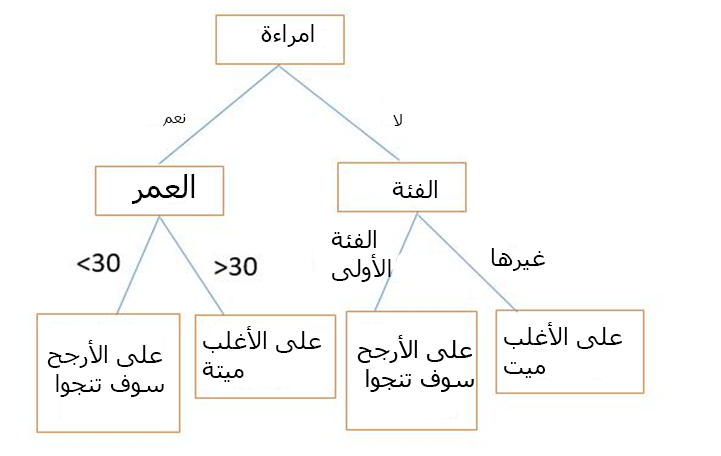 امراءة
نعم
لا
العمر
الفئة
<30
>30
الفئة
الأولى
غيرها
على الأرجح
سوف تنجوا
على الأغلب
ميتة
على الأرجح
سوف تنجوا
على الأغلب
ميت